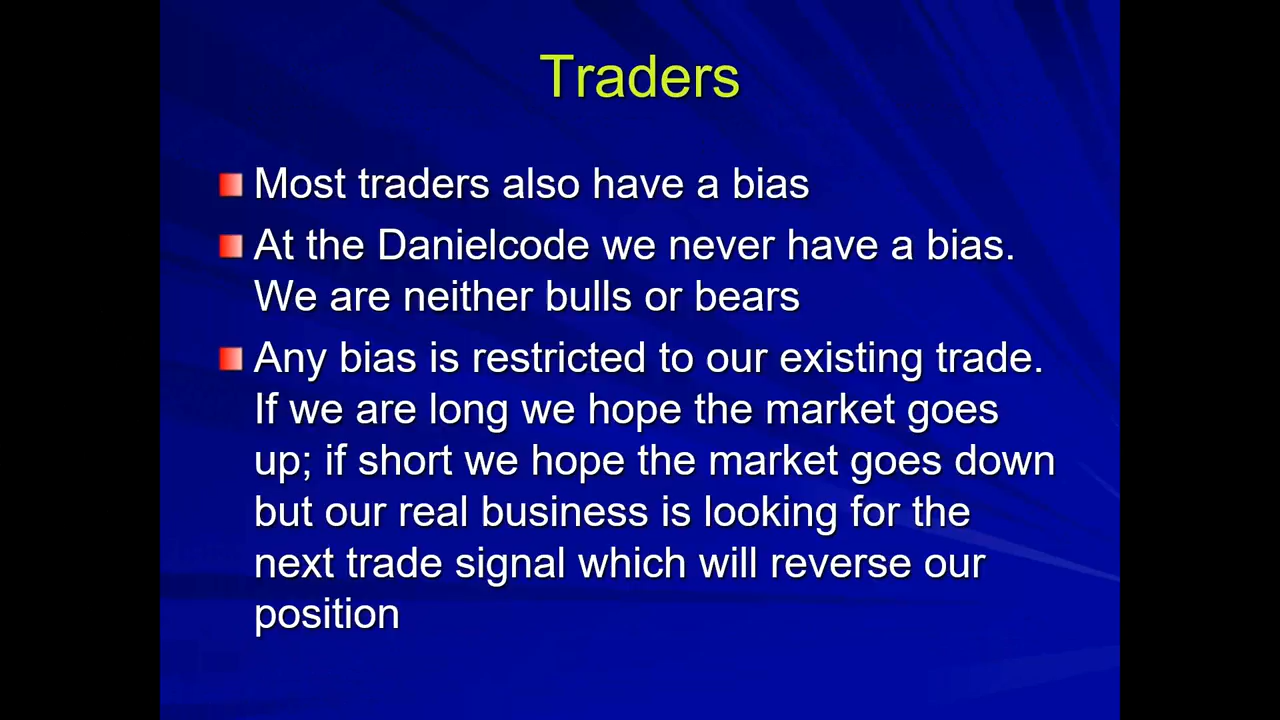 Traders
Most traders also have a bias
At the Danielcode we never have a bias.
We are neither bulls or bears
Any bias is restricted to our existing trade.
If we are long we hope the market goes
up; if short we hope the market goes down
but our real business is looking for the
next trade signal which will reverse our
position